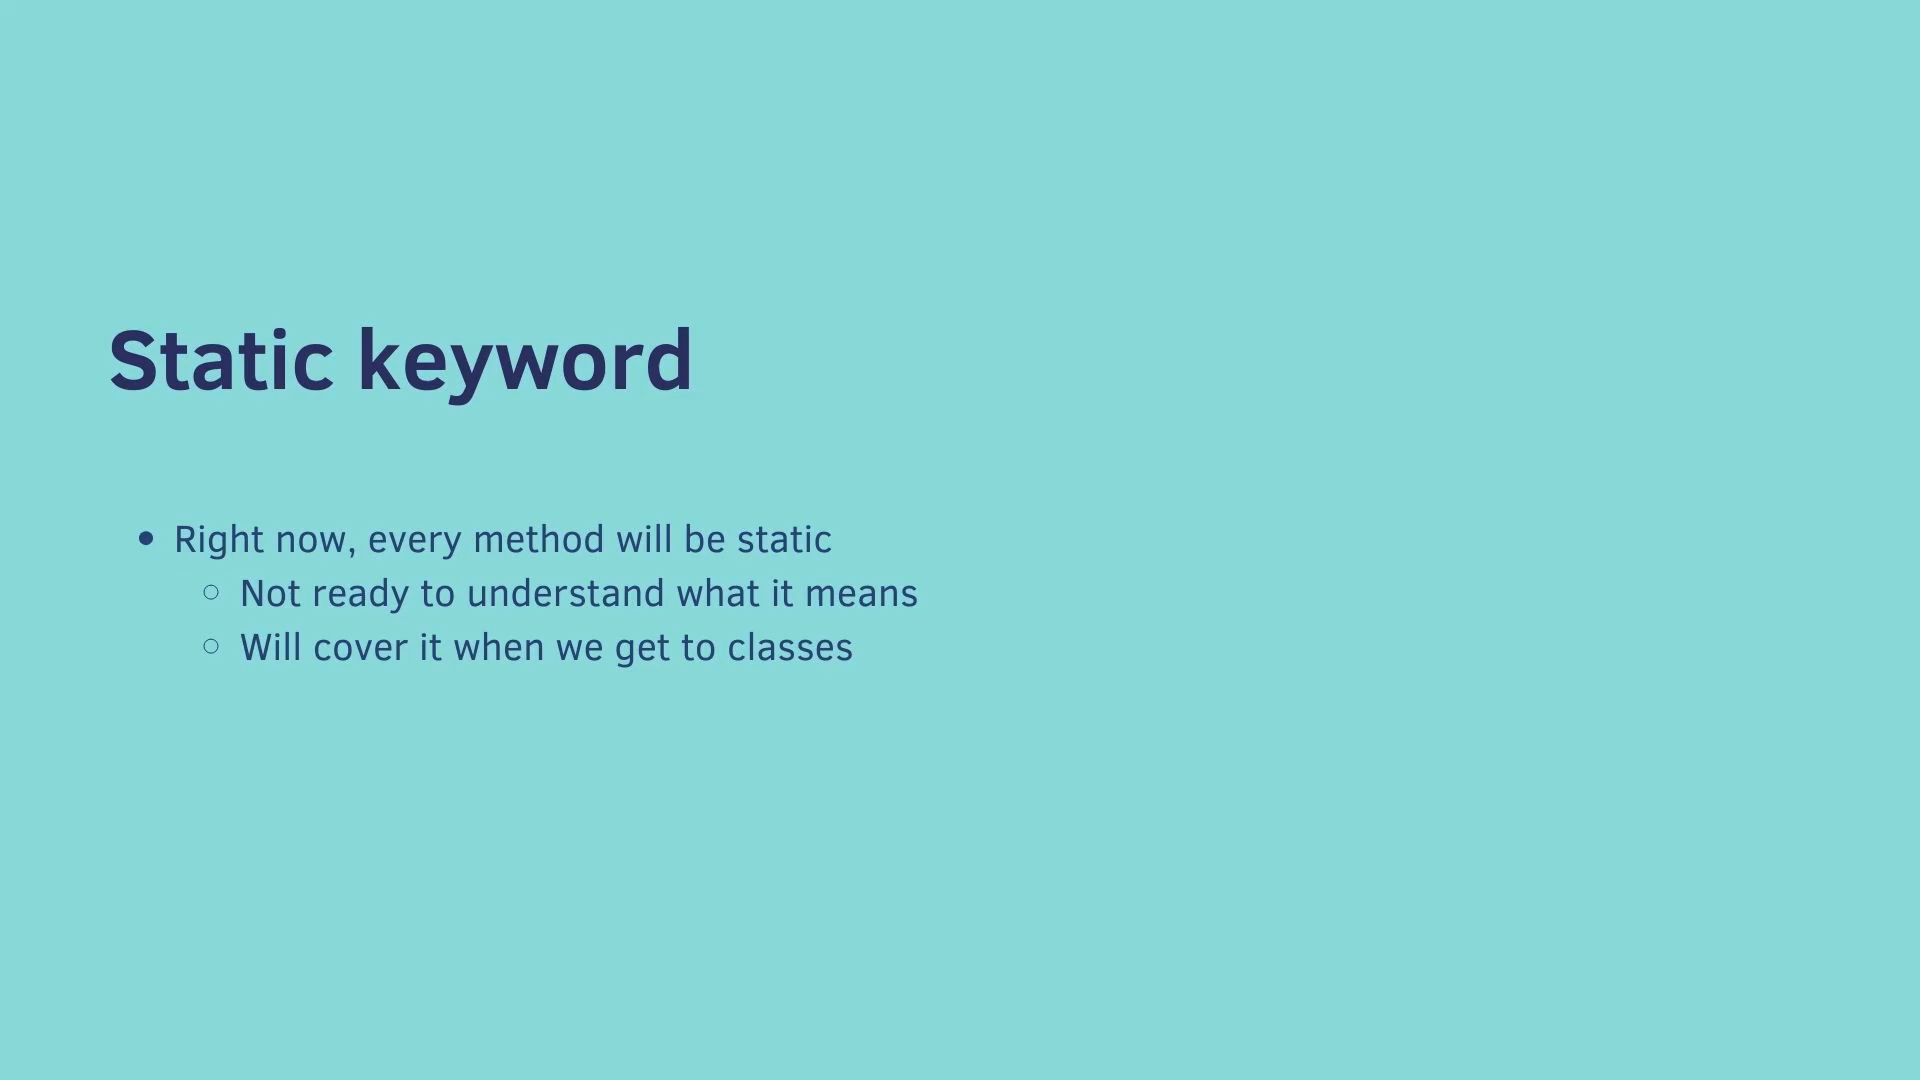 Static keyword
Right now, every method will be static
Not ready to understand what it means
Will cover it when we get to classes